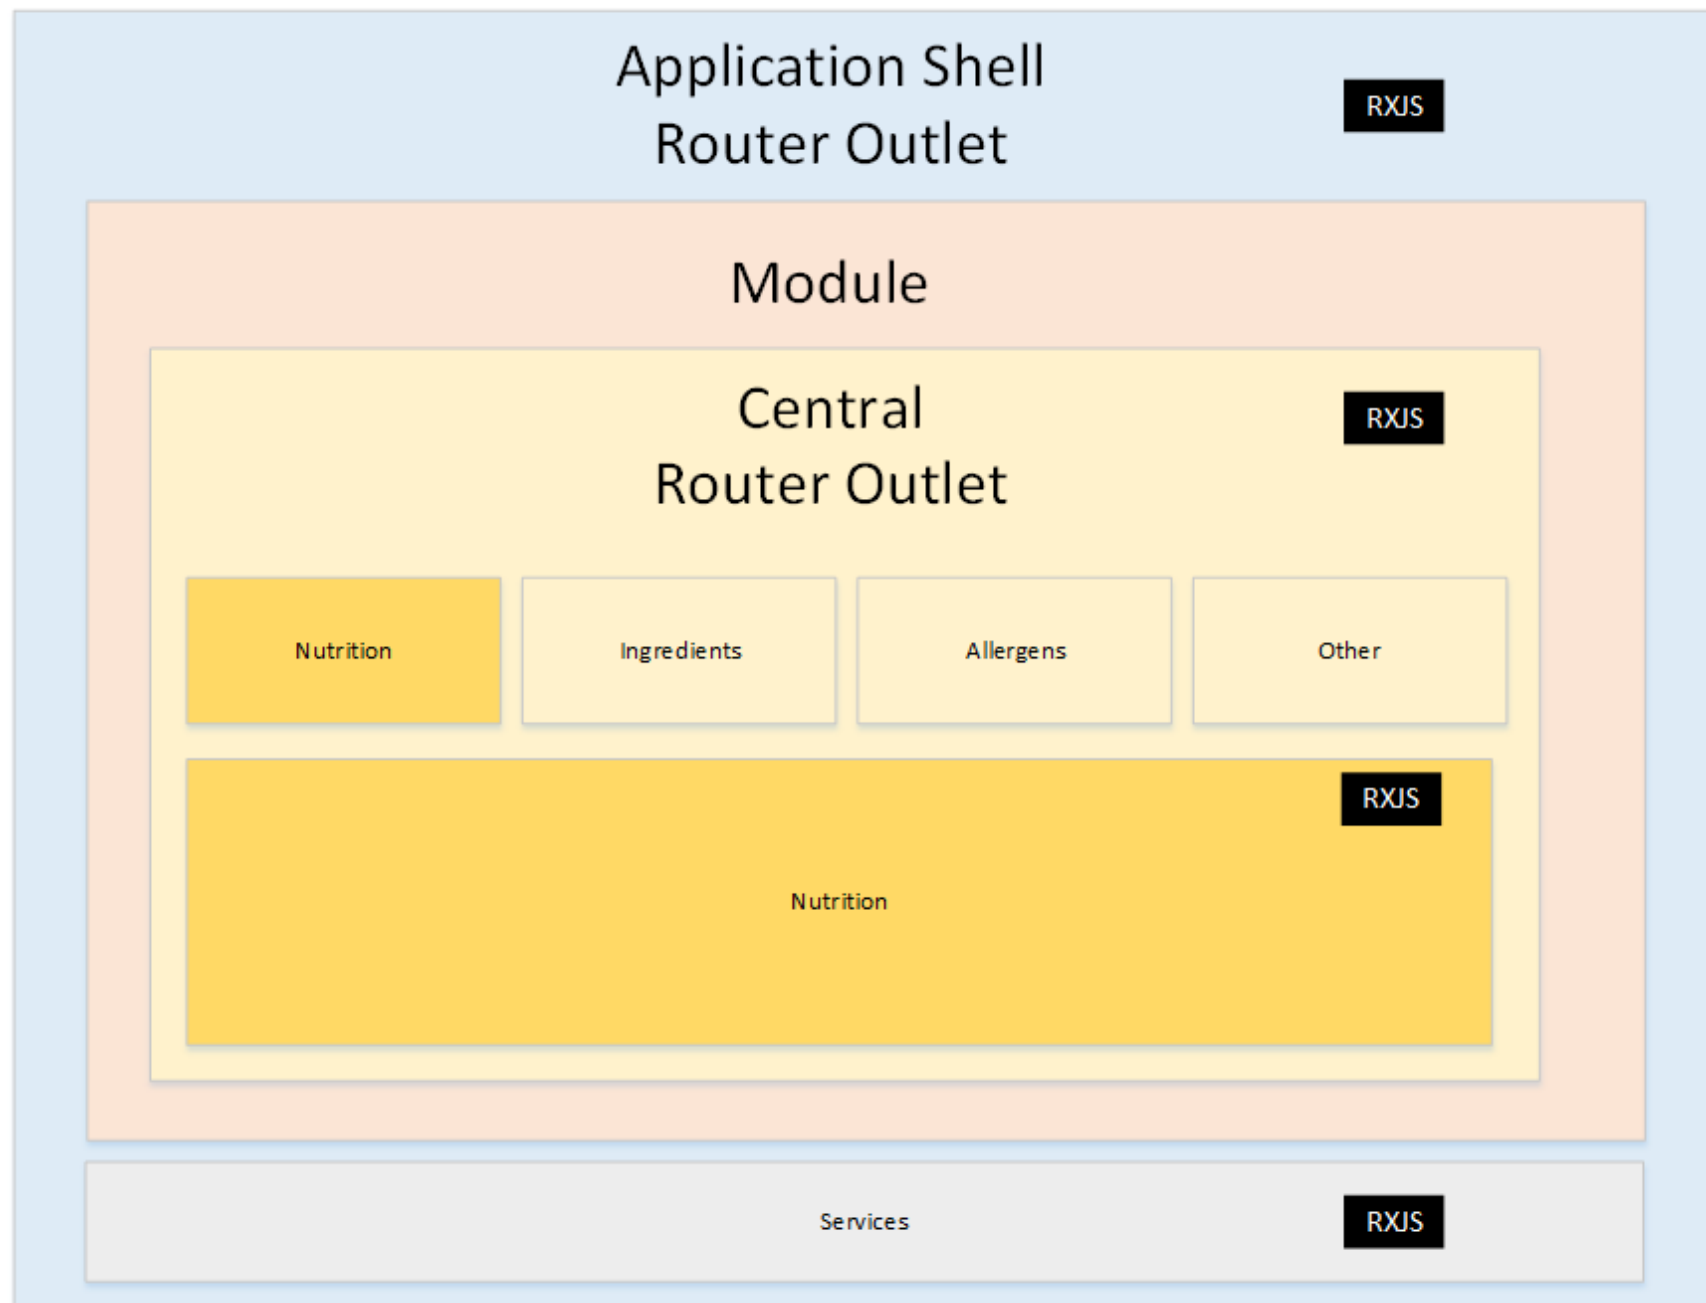 Application Shell
RXJS
Router Outlet
Module
Central
RXJS
Router Outlet
Nutrition
Ingredients
Allergens
Other
RXJS
Nutrition
Services
RXJS